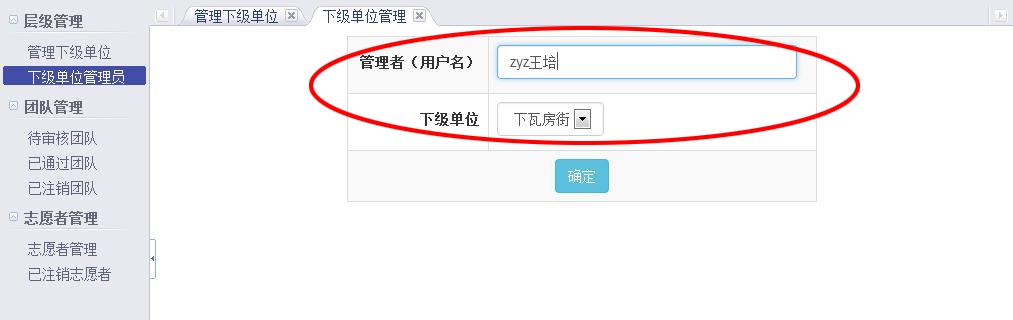 层级管理
管理下级单位
下级单位管理员
团队管理
待审核团队
已通过团队
已注销团队
志愿者管理
志愿者管理
已注销志愿者
管理下级单位
下级单位管理
管理者（用户名）
zyz王培
下级单位
下瓦房街
确定